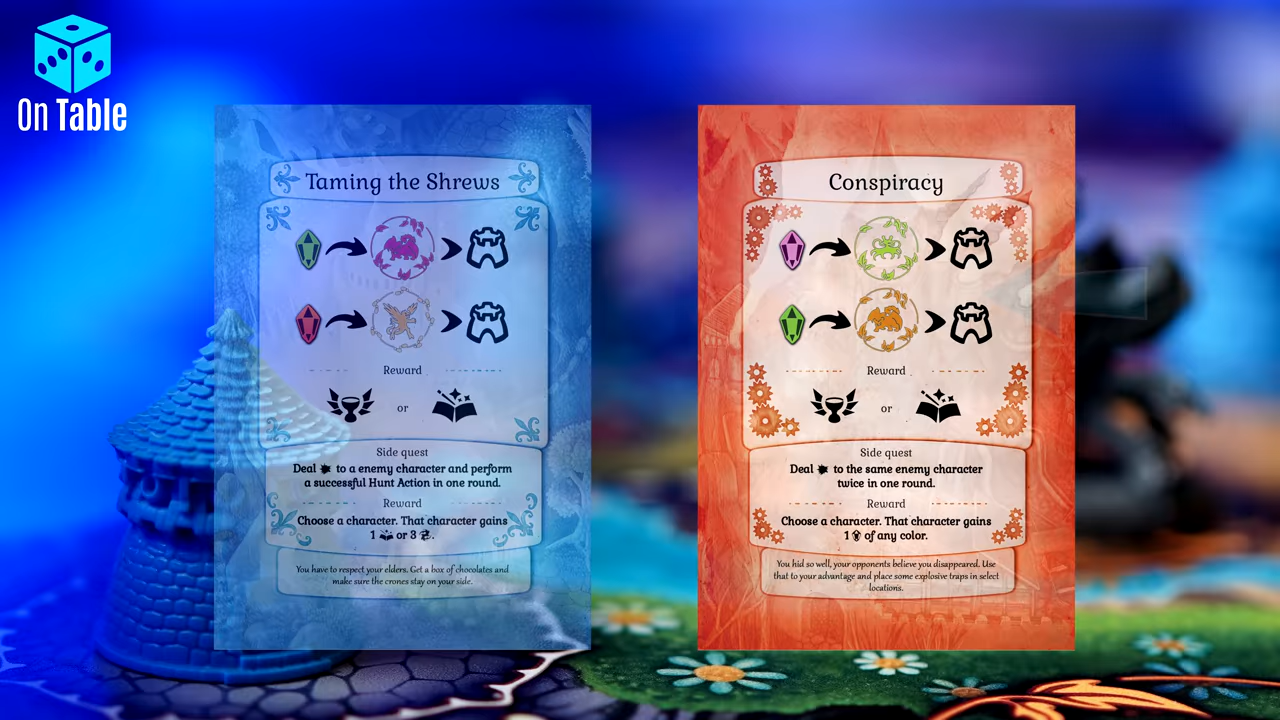 On Table
Taming the Shrews
Reward
or
Side quest
Deal to a enemy character and perform
a successful Hunt Action in one round.
Reward
Choose a character. That character gains
1 or 3 .
You have to respect your elders. Get a box of chocolates and
make sure the crones stay on your side.
Conspiracy
Reward
or
Side quest
Deal to the same enemy character
twice in one round.
Reward
Choose a character. That character gains
1 of any color.
You hid so well, your opponents believe you disappeared. Use
that to your advantage and place some explosive traps in select
locations.